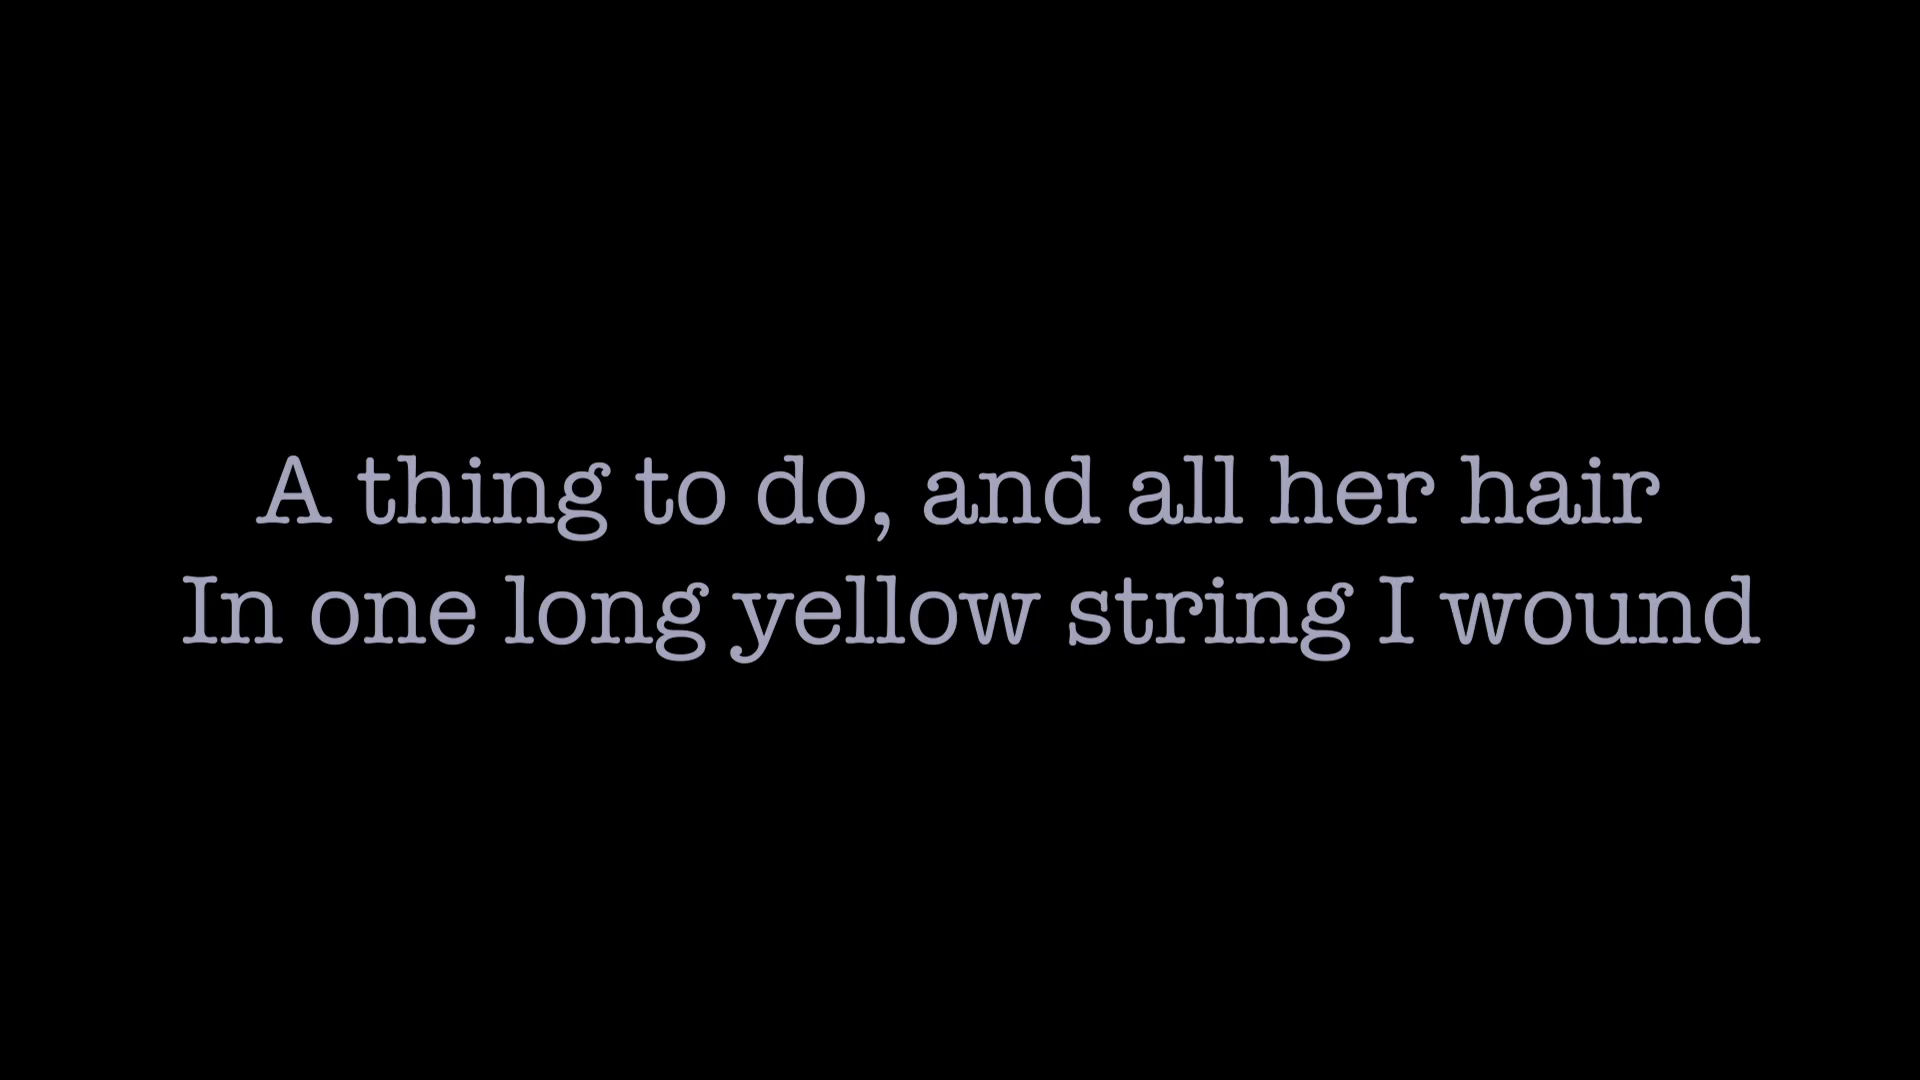 A thing to do, and all her hair
In one long yellow string I wound